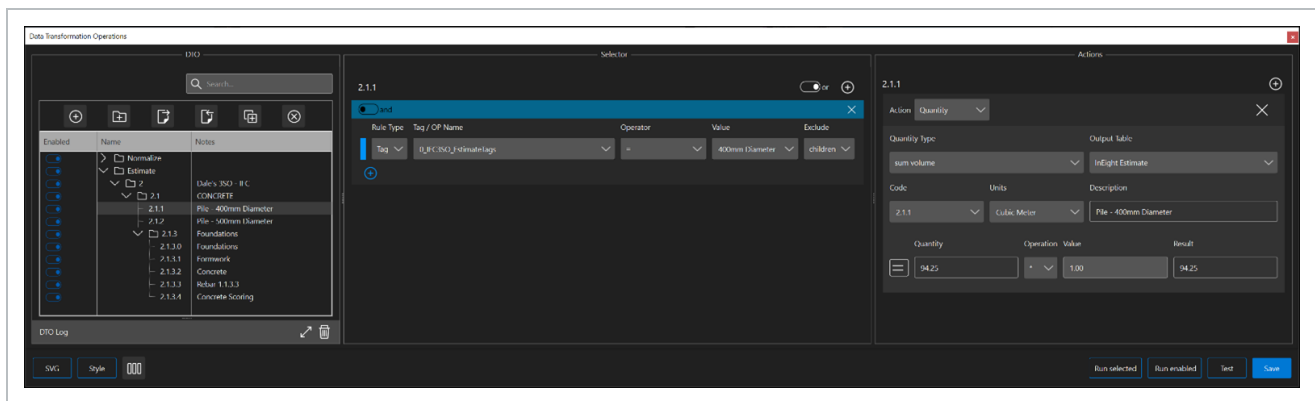 Data Transformation Operations
DTO
Search...
Enabled Name Notes
Normalize
Estimate
2 Dale's 3SO - IFC
2.1 CONCRETE
2.1.1 Pile - 400mm Diameter
2.1.2 Pile - 500mm Diameter
2.1.3 Foundations
2.1.3.0 Foundations
2.1.3.1 Formwork
2.1.3.2 Concrete
2.1.3.3 Rebar 1.1.3.3
2.1.3.4 Concrete Scoring
DTO Log
SVG Style
Selector
2.1.1 or
and
Rule Type Tag / OP Name Operator Value Exclude
Tag 0_IFC3SO_EstimateTags = 400mm Diameter children
Actions
2.1.1
Action Quantity
Quantity Type Output Table
sum volume InEight Estimate
Code Units Description
2.1.1 Cubic Meter Pile - 400mm Diameter
Quantity Operation Value Result
94.25 * 1.00 94.25
Run selected Run enabled Test Save